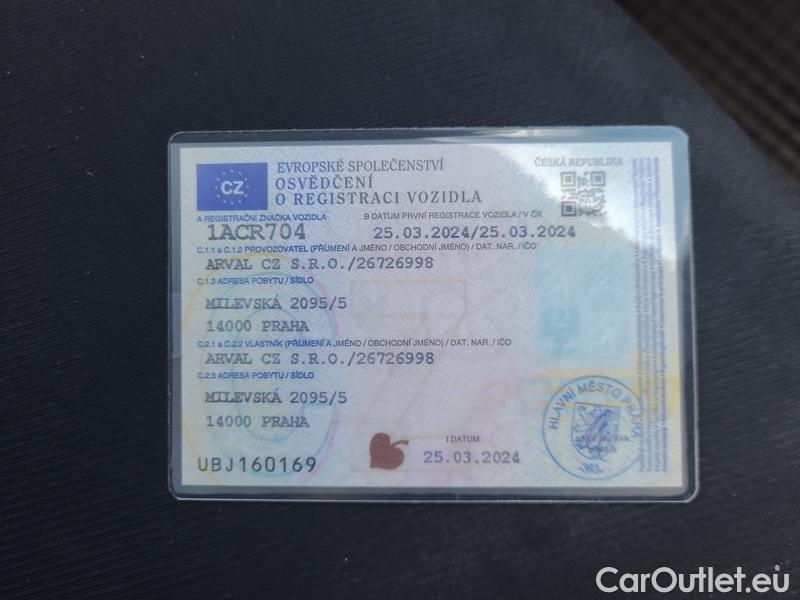 CZ
EVROPSKÉ SPOLEČENSTVÍ
ČESKÁ REPUBLIKA
OSVĚDČENÍ
O REGISTRACI VOZIDLA
A REGISTRAČNÍ ZNAČKA VOZIDLA
B DATUM PRVNÍ REGISTRACE VOZIDLA / V ČR
1ACR704
25.03.2024/25.03.2024
C.1.1 a C.1.2 PROVOZOVATEL (PŘÍJMENÍ A JMÉNO / OBCHODNÍ JMÉNO) / DAT. NAR. / IČO
ARVAL CZ S.R.O./26726998
C.1.3 ADRESA POBYTU / SÍDLO
MILEVSKÁ 2095/5
14000 PRAHA
C.2.1 a C.2.2 VLASTNÍK (PŘÍJMENÍ A JMÉNO / OBCHODNÍ JMÉNO) / DAT. NAR. / IČO
ARVAL CZ S.R.O./26726998
C.2.3 ADRESA POBYTU / SÍDLO
MILEVSKÁ 2095/5
14000 PRAHA
HLAVNÍ MĚSTO PRAHA
I DATUM
25.03.2024
UBJ160169
CarOutlet.eu